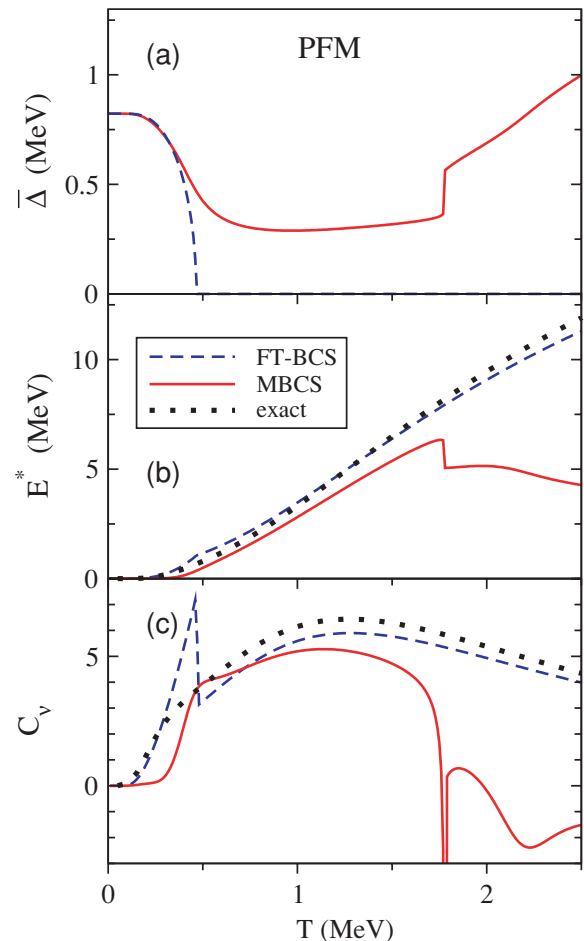 (a)
PFM
1
0.5
0
Δ̅ (MeV)
10
5
0
E* (MeV)
FT-BCS
MBCS
exact
(b)
(c)
5
0
C_ν
0
1
2
T (MeV)